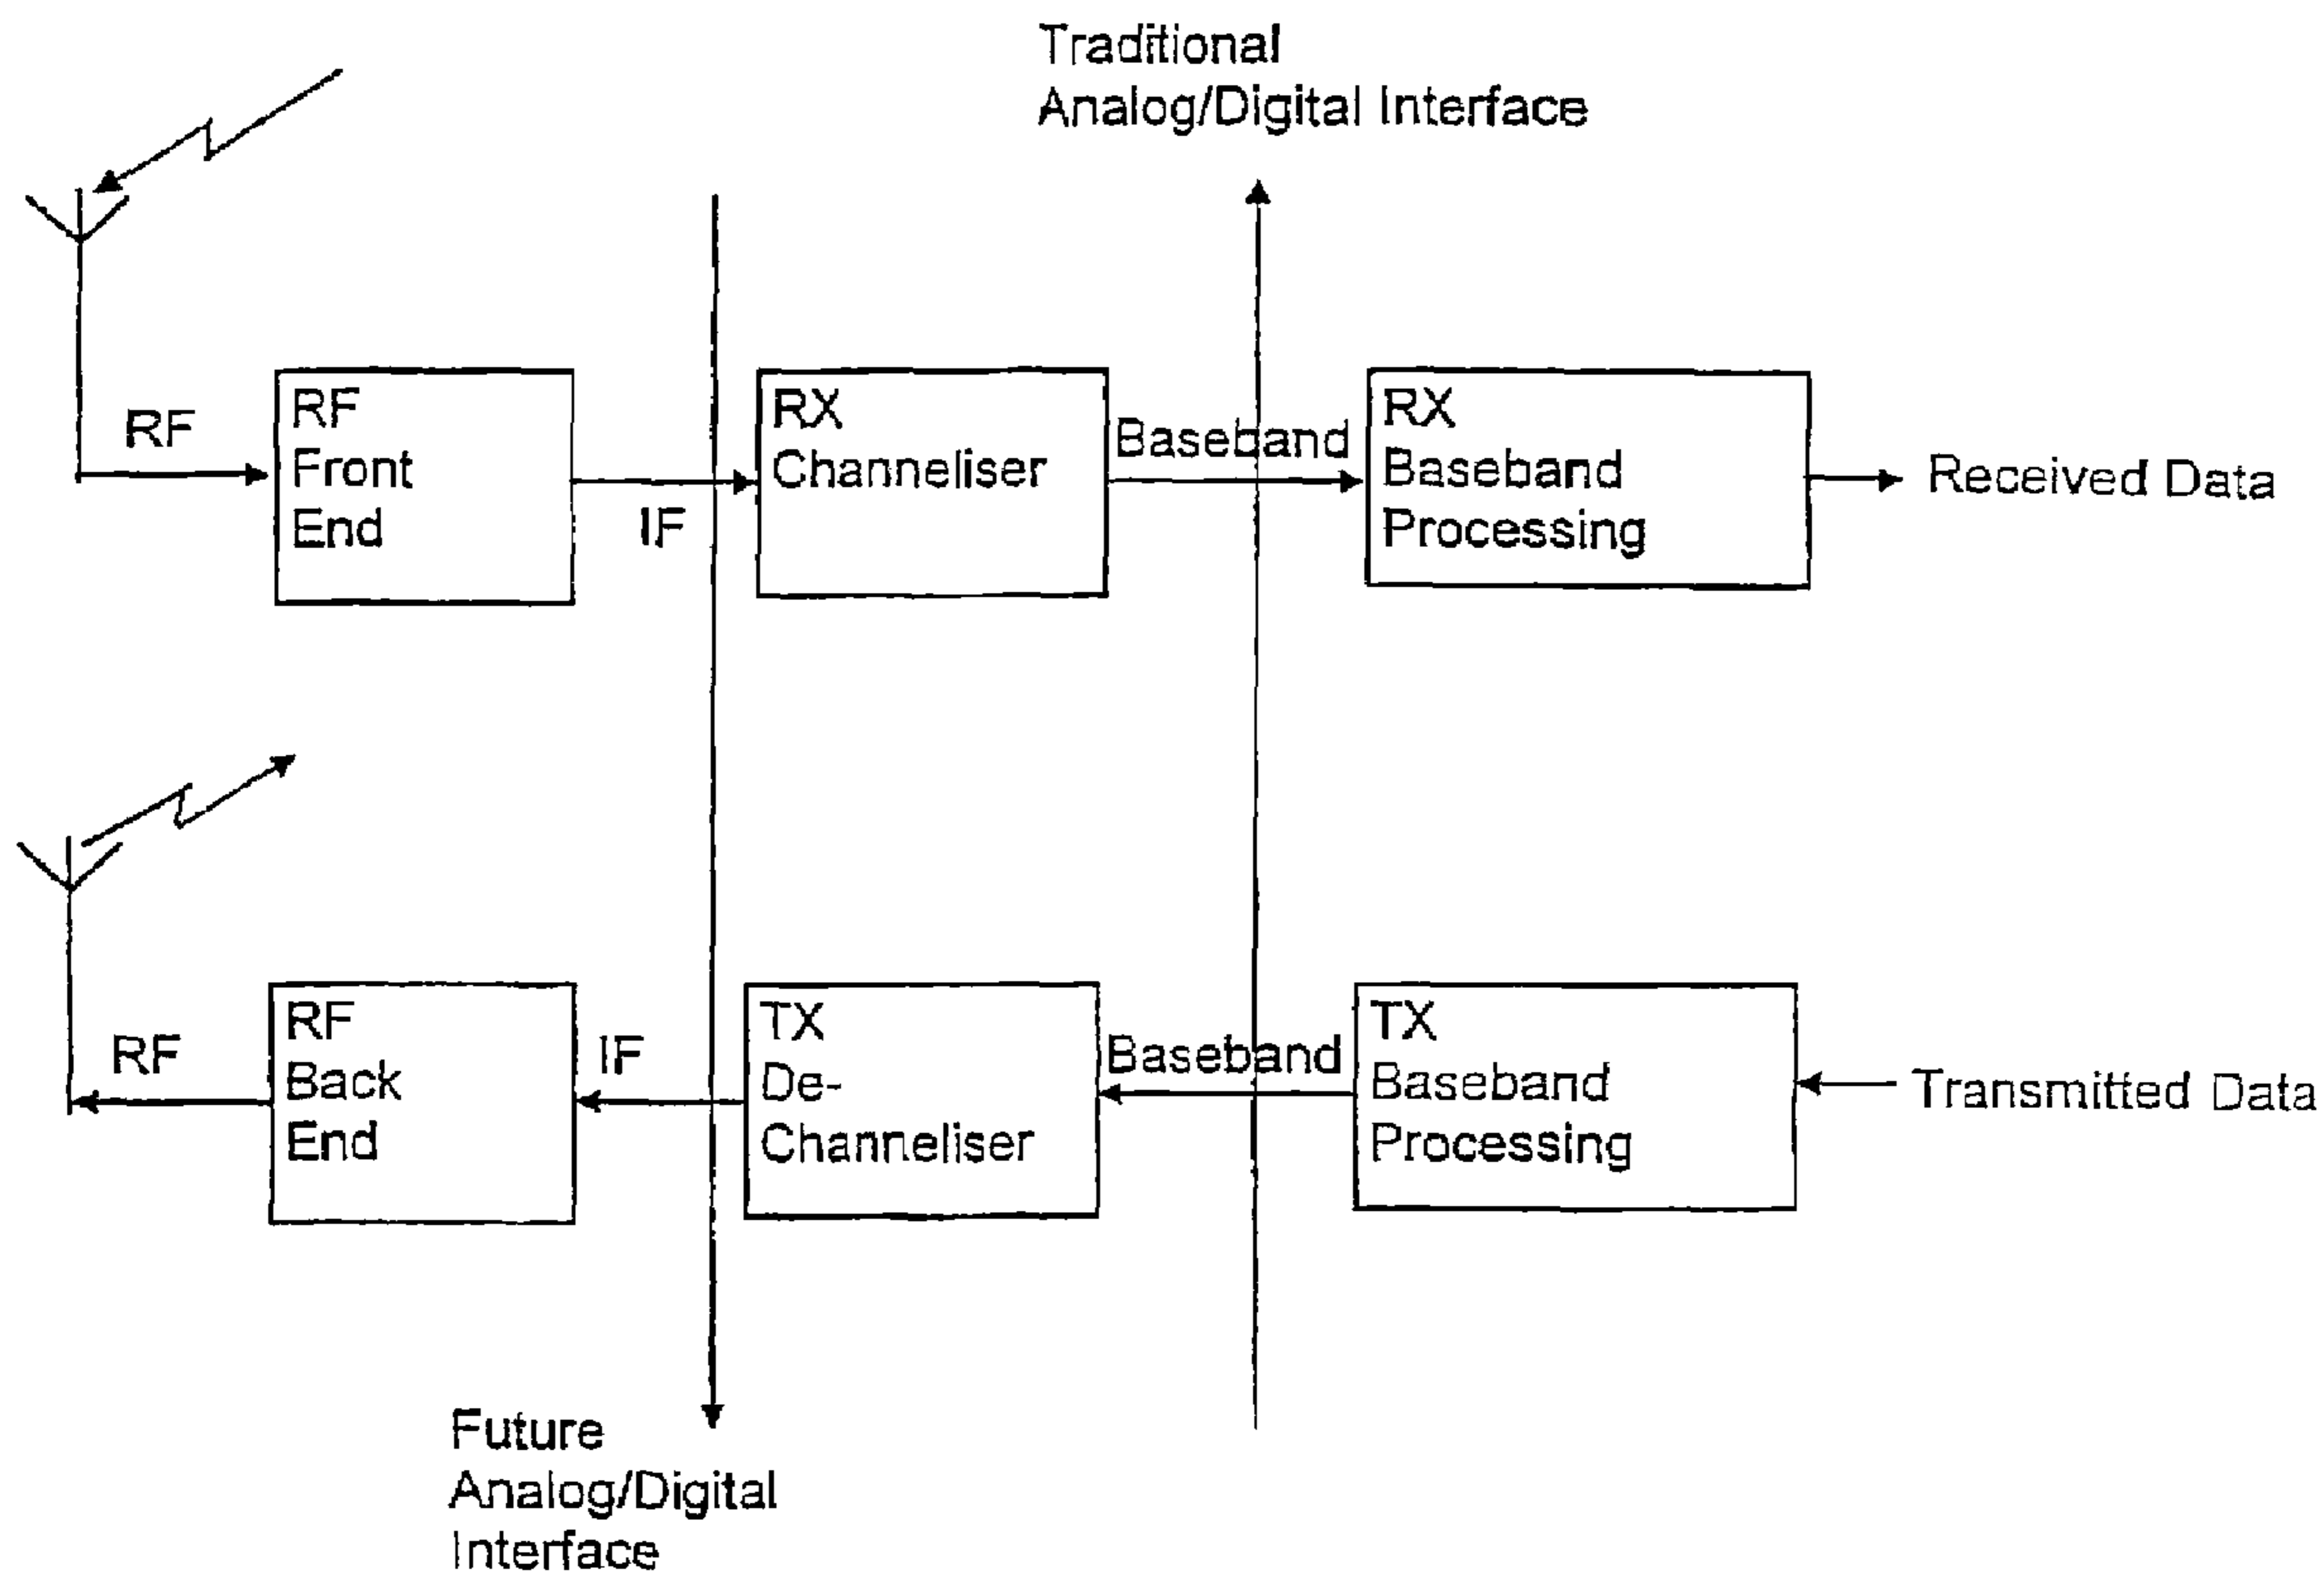 Traditional
Analog/Digital Interface
RF
RF
Front
End
IF
RX
Channeliser
Baseband
RX
Baseband
Processing
Received Data
RF
RF
Back
End
IF
TX
De-
Channeliser
Baseband
TX
Baseband
Processing
Transmitted Data
Future
Analog/Digital
Interface